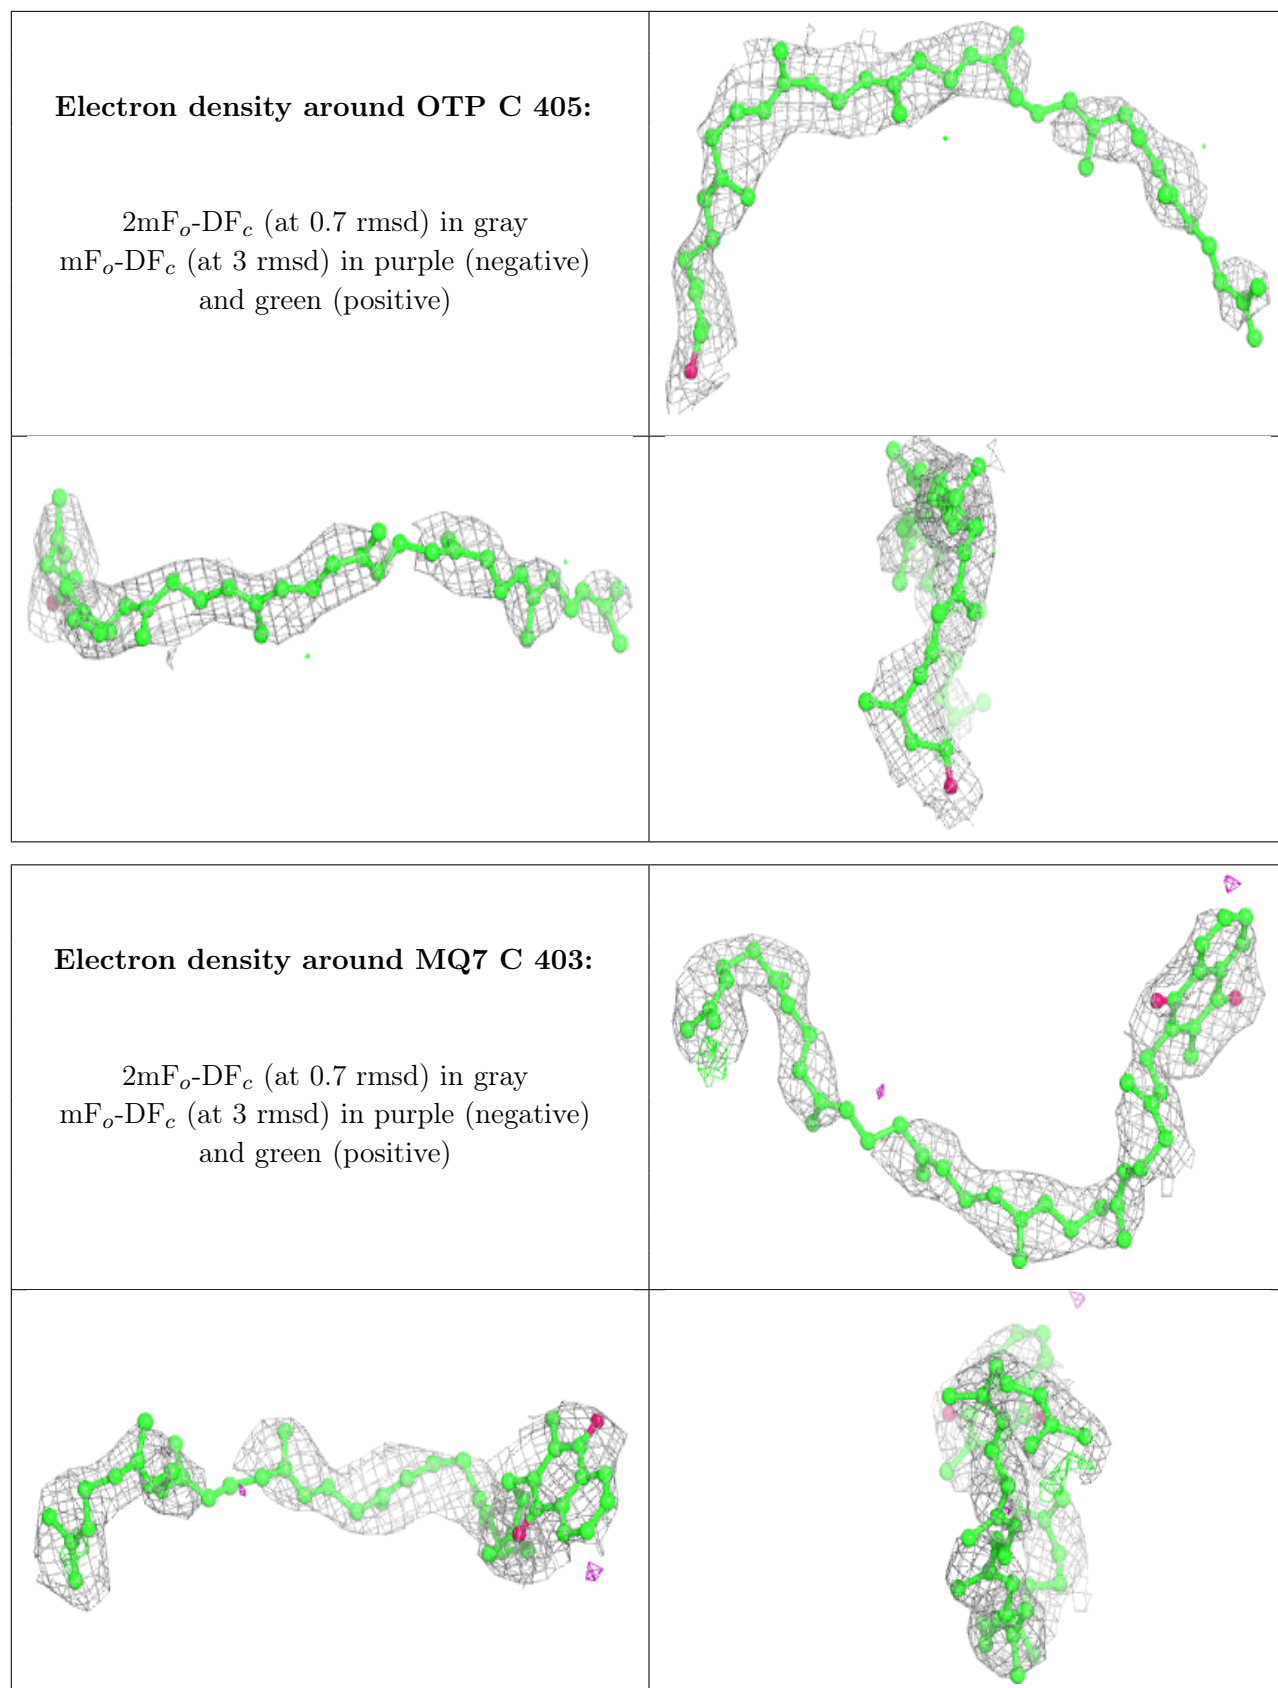 Electron density around OTP C 405:
2mFo-DFc (at 0.7 rmsd) in gray
mFo-DFc (at 3 rmsd) in purple (negative)
and green (positive)
Electron density around MQ7 C 403:
2mFo-DFc (at 0.7 rmsd) in gray
mFo-DFc (at 3 rmsd) in purple (negative)
and green (positive)